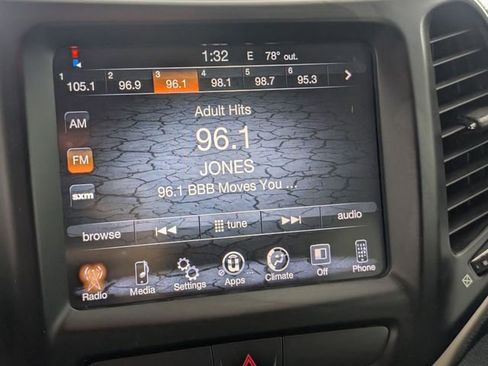 1:32 E 78° out.
1 105.1 2 96.9 3 96.1 4 98.1 5 98.7 6 95.3
Adult Hits
AM
96.1
FM
JONES
96.1 BBB Moves You ...
sxm
browse tune audio
Radio Media Settings Apps Climate Off Phone